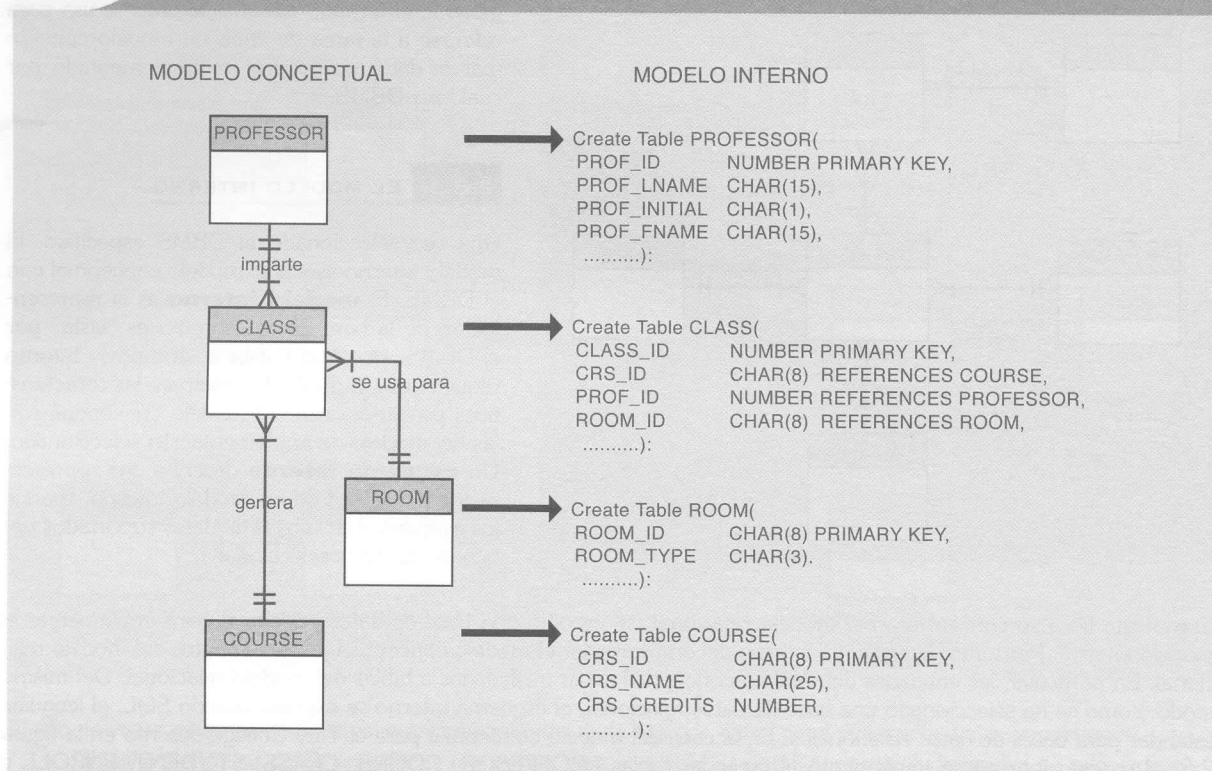 MODELO CONCEPTUAL
PROFESSOR
imparte
CLASS
se usa para
genera
ROOM
COURSE
MODELO INTERNO
Create Table PROFESSOR(
PROF_ID NUMBER PRIMARY KEY,
PROF_LNAME CHAR(15),
PROF_INITIAL CHAR(1),
PROF_FNAME CHAR(15),
..........):
Create Table CLASS(
CLASS_ID NUMBER PRIMARY KEY,
CRS_ID CHAR(8) REFERENCES COURSE,
PROF_ID NUMBER REFERENCES PROFESSOR,
ROOM_ID CHAR(8) REFERENCES ROOM,
..........):
Create Table ROOM(
ROOM_ID CHAR(8) PRIMARY KEY,
ROOM_TYPE CHAR(3).
..........):
Create Table COURSE(
CRS_ID CHAR(8) PRIMARY KEY,
CRS_NAME CHAR(25),
CRS_CREDITS NUMBER,
..........):
EL MODELO INTERNO